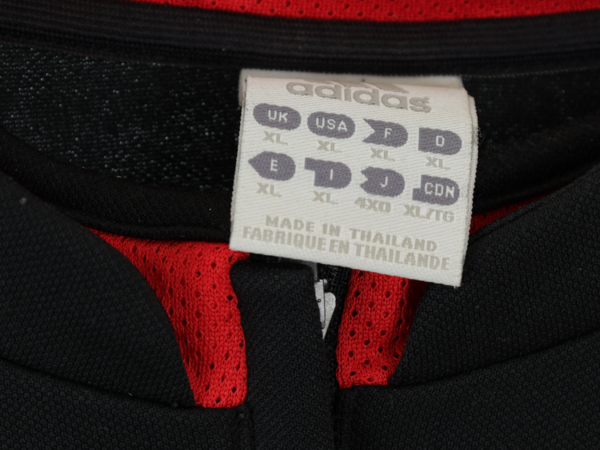 adidas
UK USA F D
XL XL XL XL
E I J CDN
XL XL 4XO XL/TG
MADE IN THAILAND
FABRIQUE EN THAILANDE